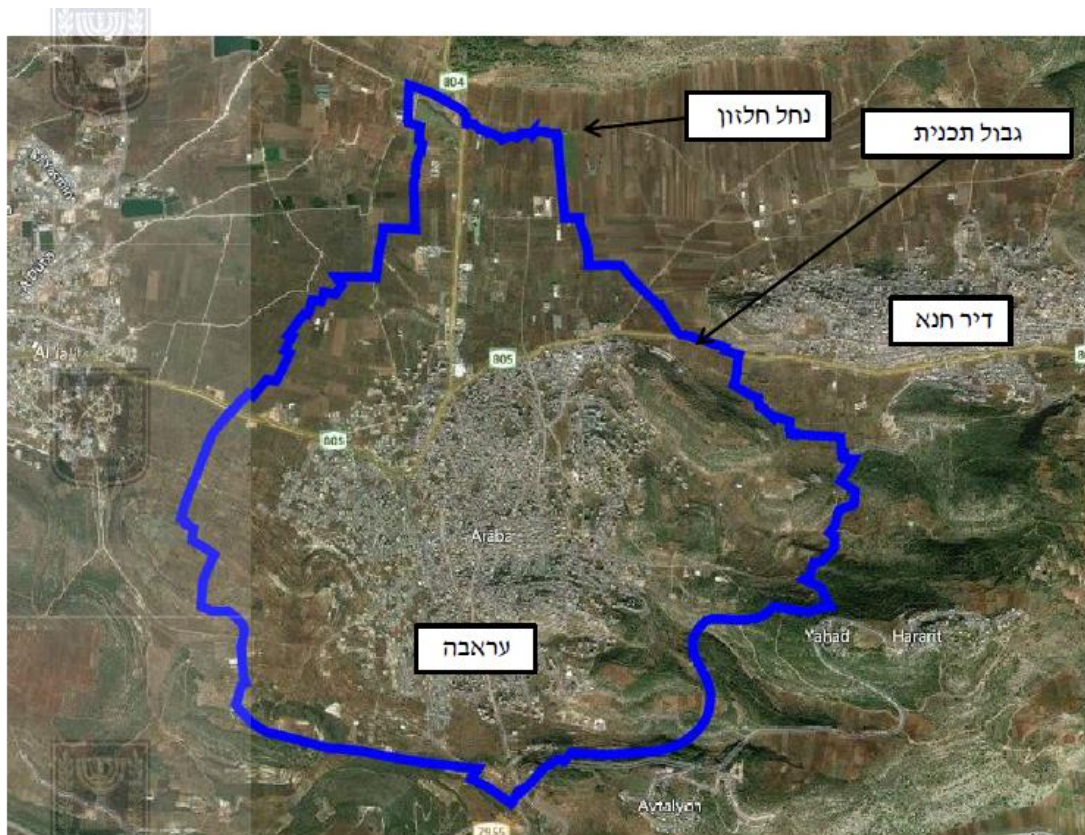 804
נחל חלזון
גבול תכנית
דיר חנא
805
805
Araba
עראבה
Yahad
Hararit
Avtalyon